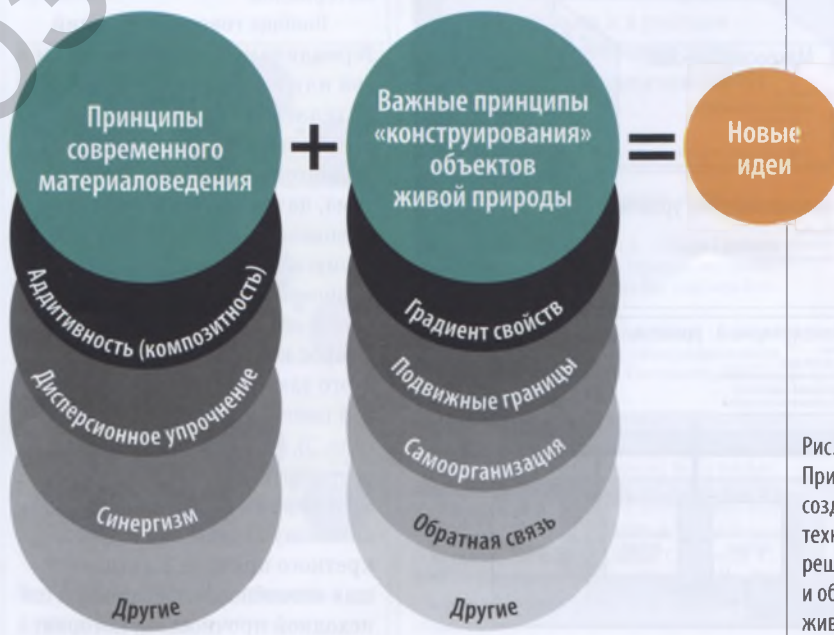 Принципы
современного
материаловедения
+
Важные принципы
«конструирования»
объектов
живой природы
=
Новые
идеи
Аддитивность (композитность)
Дисперсионное упрочнение
Синергизм
Другие
Градиент свойств
Подвижные границы
Самоорганизация
Обратная связь
Другие
Рис.
При
созд
техн
реш
и об
жив